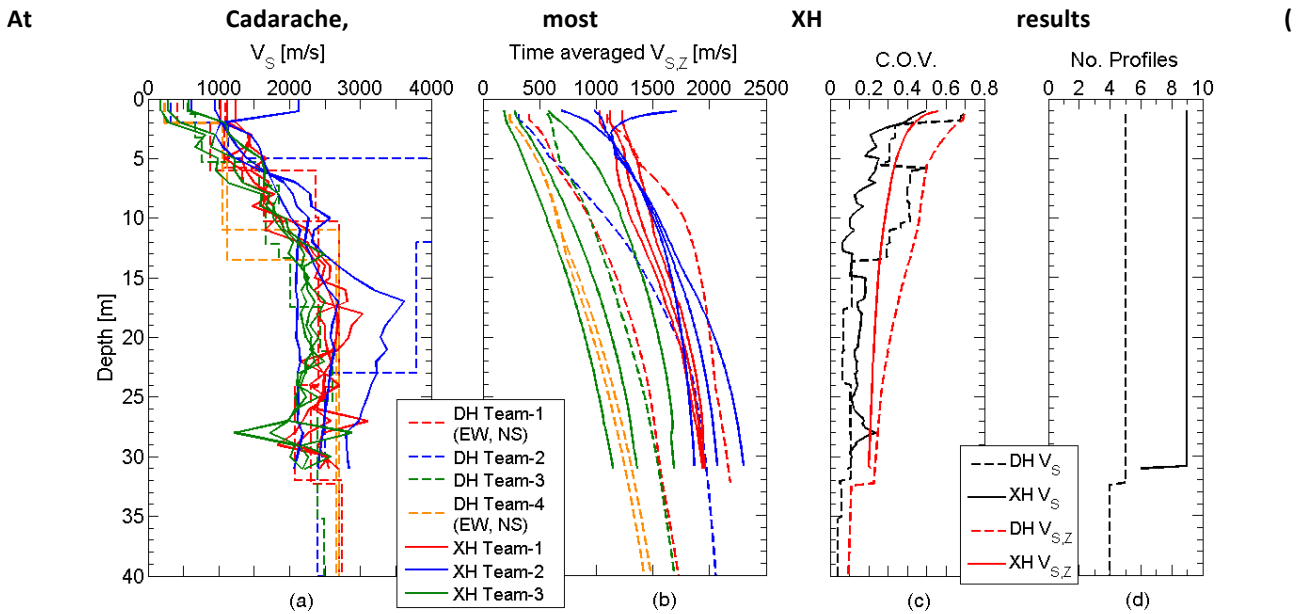 At Cadarache, most XH results (
V_S [m/s]
0 1000 2000 3000 4000
Time averaged V_S,Z [m/s]
0 500 1000 1500 2000 2500
C.O.V.
0 0.2 0.4 0.6 0.8
No. Profiles
0 2 4 6 8 10
Depth [m]
0
5
10
15
20
25
30
35
40
DH Team-1
(EW, NS)
DH Team-2
DH Team-3
DH Team-4
(EW, NS)
XH Team-1
XH Team-2
XH Team-3
DH V_S
XH V_S
DH V_S,Z
XH V_S,Z
(a) (b) (c) (d)